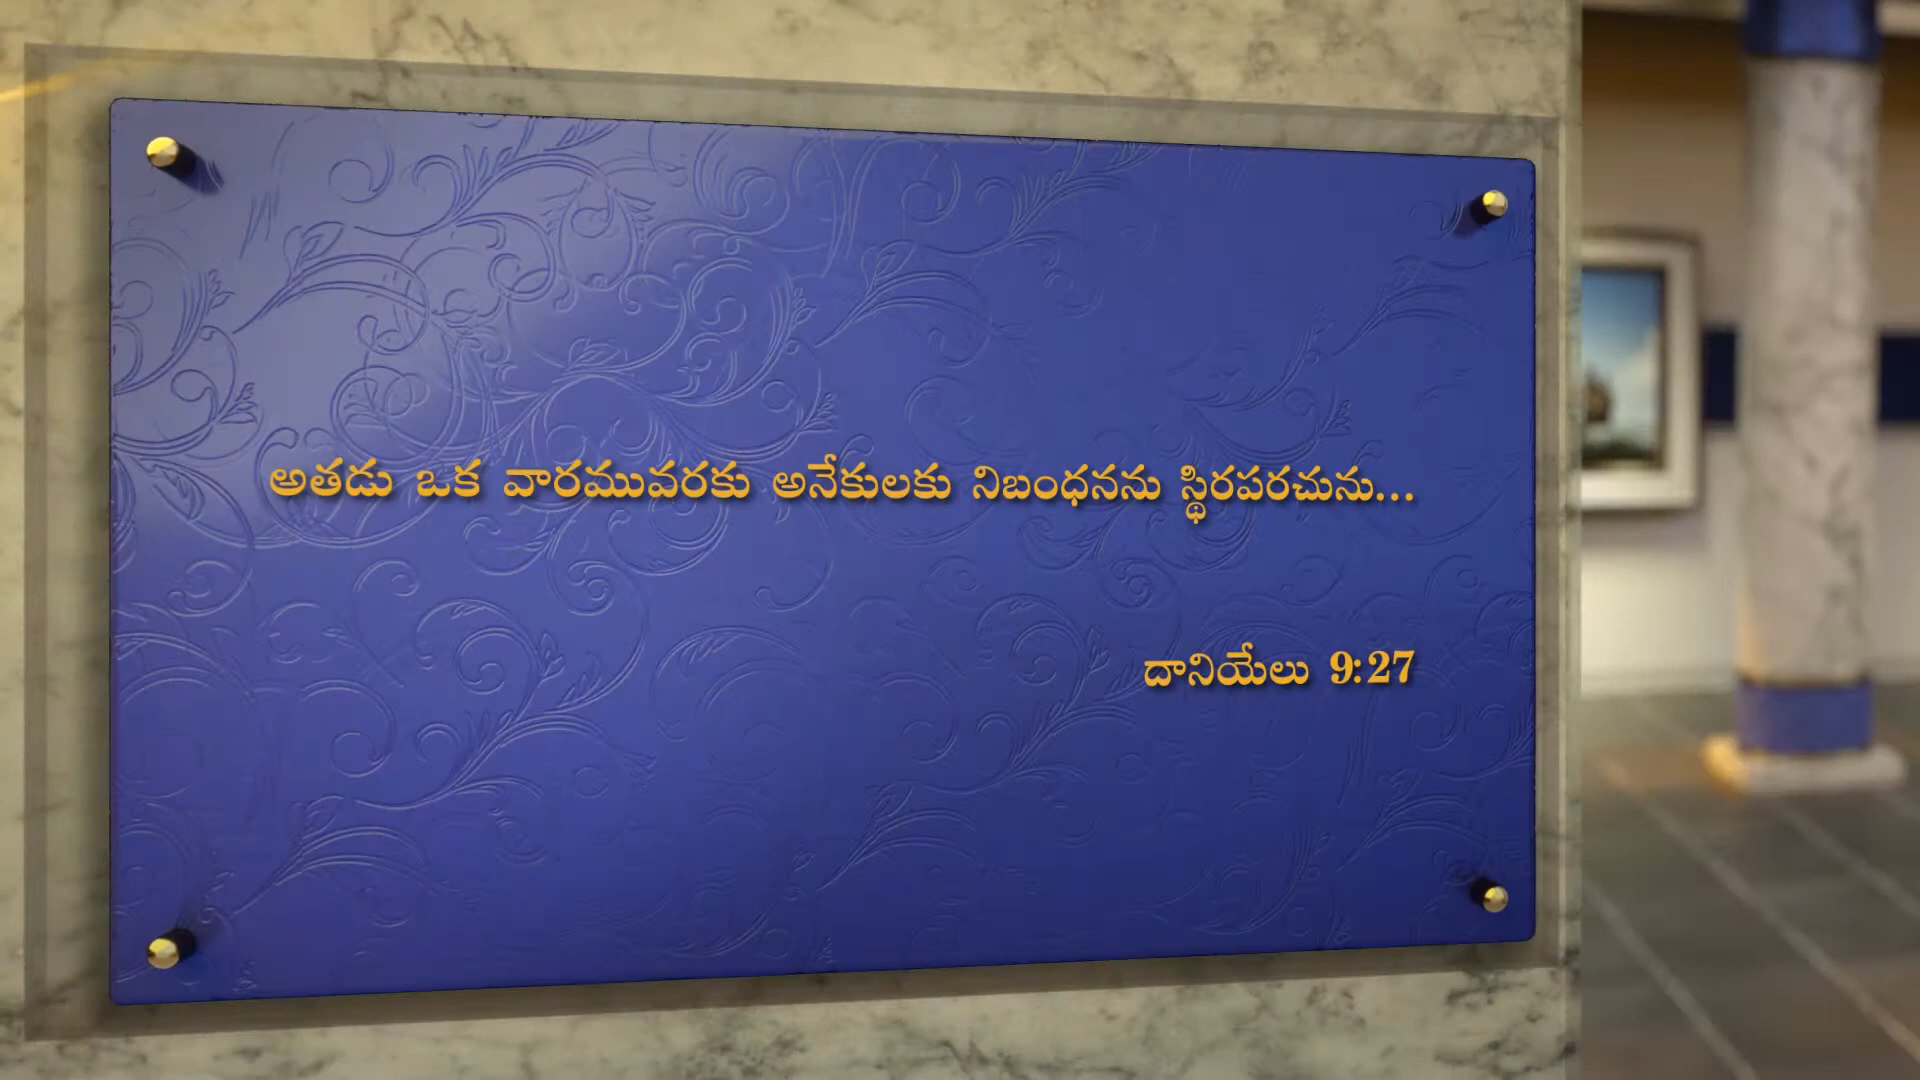 అతడు ఒక వారమువరకు అనేకులకు నిబంధనను స్థిరపరచును...
దానియేలు 9:27